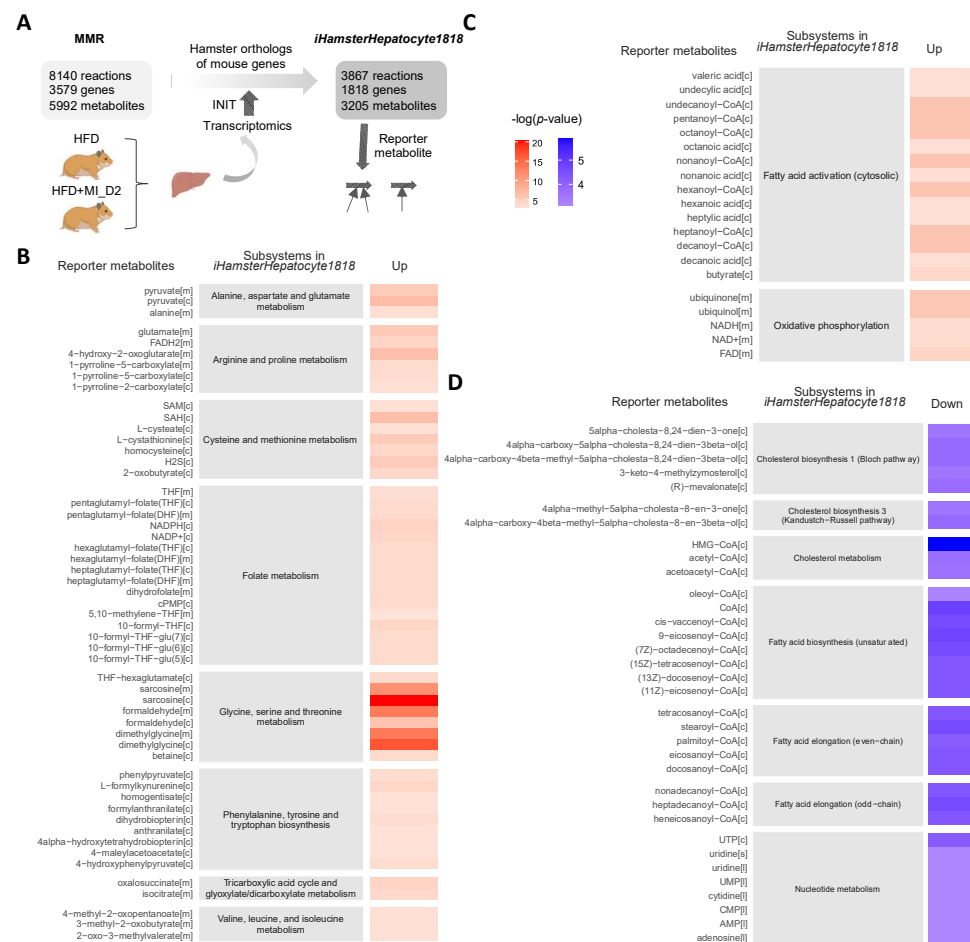 A
MMR
8140 reactions
3579 genes
5992 metabolites
Hamster orthologs
of mouse genes
INIT
Transcriptomics
iHamsterHepatocyte1818
3867 reactions
1818 genes
3205 metabolites
Reporter
metabolite
HFD
HFD+MI_D2
B
Reporter metabolites
Subsystems in
iHamsterHepatocyte1818
Up
pyruvate[m]
pyruvate[c]
alanine[m]
Alanine, aspartate and glutamate
metabolism
glutamate[m]
FADH2[m]
4−hydroxy−2−oxoglutarate[m]
1−pyrroline−5−carboxylate[m]
1−pyrroline−5−carboxylate[c]
1−pyrroline−2−carboxylate[c]
Arginine and proline metabolism
SAM[c]
SAH[c]
L−cysteate[c]
L−cystathionine[c]
homocysteine[c]
H2S[c]
2−oxobutyrate[c]
Cysteine and methionine metabolism
THF[m]
pentaglutamyl−folate(THF)[c]
pentaglutamyl−folate(DHF)[m]
NADPH[c]
NADP+[c]
hexaglutamyl−folate(THF)[c]
hexaglutamyl−folate(DHF)[m]
heptaglutamyl−folate(THF)[c]
heptaglutamyl−folate(DHF)[m]
dihydrofolate[m]
cPMP[c]
5,10−methylene−THF[m]
10−formyl−THF[c]
10−formyl−THF−glu(7)[c]
10−formyl−THF−glu(6)[c]
10−formyl−THF−glu(5)[c]
Folate metabolism
THF−hexaglutamate[c]
sarcosine[m]
sarcosine[c]
formaldehyde[m]
formaldehyde[c]
dimethylglycine[m]
dimethylglycine[c]
betaine[c]
Glycine, serine and threonine
metabolism
phenylpyruvate[c]
L−formylkynurenine[c]
homogentisate[c]
formylanthranilate[c]
dihydrobiopterin[c]
anthranilate[c]
4alpha−hydroxytetrahydrobiopterin[c]
4−maleylacetoacetate[c]
4−hydroxyphenylpyruvate[c]
Phenylalanine, tyrosine and
tryptophan biosynthesis
oxalosuccinate[m]
isocitrate[m]
Tricarboxylic acid cycle and
glyoxylate/dicarboxylate metabolism
4−methyl−2−oxopentanoate[m]
3−methyl−2−oxobutyrate[m]
2−oxo−3−methylvalerate[m]
Valine, leucine, and isoleucine
metabolism
C
-log(p-value)
20
15
10
5
5
4
Reporter metabolites
Subsystems in
iHamsterHepatocyte1818
Up
valeric acid[c]
undecylic acid[c]
undecanoyl−CoA[c]
pentanoyl−CoA[c]
octanoyl−CoA[c]
octanoic acid[c]
nonanoyl−CoA[c]
nonanoic acid[c]
hexanoyl−CoA[c]
hexanoic acid[c]
heptylic acid[c]
heptanoyl−CoA[c]
decanoyl−CoA[c]
decanoic acid[c]
butyrate[c]
Fatty acid activation (cytosolic)
ubiquinone[m]
ubiquinol[m]
NADH[m]
NAD+[m]
FAD[m]
Oxidative phosphorylation
D
Reporter metabolites
Subsystems in
iHamsterHepatocyte1818
Down
5alpha−cholesta−8,24−dien−3−one[c]
4alpha−carboxy−5alpha−cholesta−8,24−dien−3beta−ol[c]
4alpha−carboxy−4beta−methyl−5alpha−cholesta−8,24−dien−3beta−ol[c]
3−keto−4−methylzymosterol[c]
(R)−mevalonate[c]
Cholesterol biosynthesis 1 (Bloch pathway)
4alpha−methyl−5alpha−cholesta−8−en−3−one[c]
4alpha−carboxy−4beta−methyl−5alpha−cholesta−8−en−3beta−ol[c]
Cholesterol biosynthesis 3
(Kandustch−Russell pathway)
HMG−CoA[c]
acetyl−CoA[c]
acetoacetyl−CoA[c]
Cholesterol metabolism
oleoyl−CoA[c]
CoA[c]
cis−vaccenoyl−CoA[c]
9−eicosenoyl−CoA[c]
(7Z)−octadecenoyl−CoA[c]
(15Z)−tetracosenoyl−CoA[c]
(13Z)−docosenoyl−CoA[c]
(11Z)−eicosenoyl−CoA[c]
Fatty acid biosynthesis (unsatur ated)
tetracosanoyl−CoA[c]
stearoyl−CoA[c]
palmitoyl−CoA[c]
eicosanoyl−CoA[c]
docosanoyl−CoA[c]
Fatty acid elongation (even−chain)
nonadecanoyl−CoA[c]
heptadecanoyl−CoA[c]
heneicosanoyl−CoA[c]
Fatty acid elongation (odd−chain)
UTP[c]
uridine[s]
uridine[l]
UMP[l]
cytidine[l]
CMP[l]
AMP[l]
adenosine[l]
Nucleotide metabolism